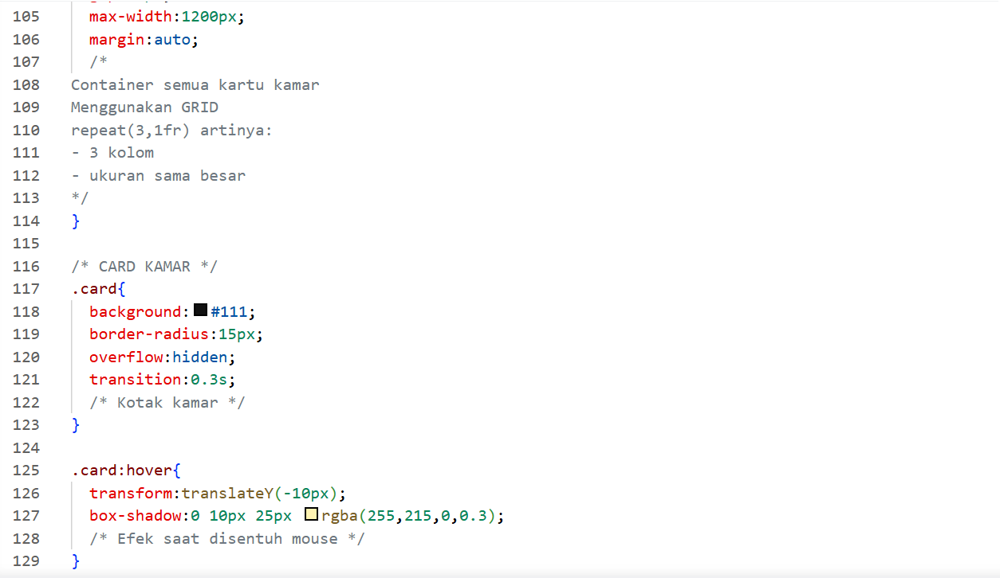 105 max-width:1200px;
106 margin:auto;
107 /*
108 Container semua kartu kamar
109 Menggunakan GRID
110 repeat(3,1fr) artinya:
111 - 3 kolom
112 - ukuran sama besar
113 */
114 }
115
116 /* CARD KAMAR */
117 .card{
118 background:#111;
119 border-radius:15px;
120 overflow:hidden;
121 transition:0.3s;
122 /* Kotak kamar */
123 }
124
125 .card:hover{
126 transform:translateY(-10px);
127 box-shadow:0 10px 25px rgba(255,215,0,0.3);
128 /* Efek saat disentuh mouse */
129 }